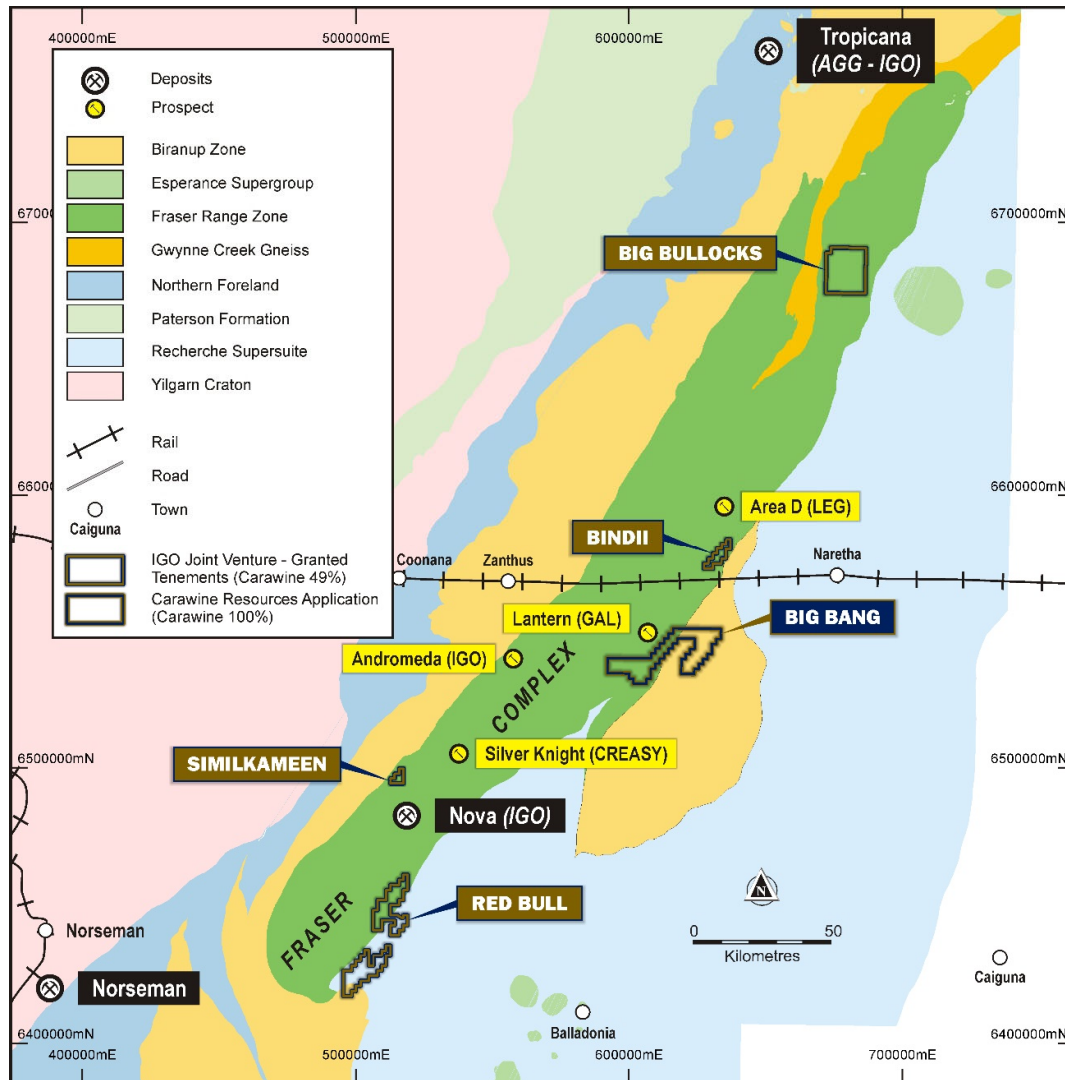 400000mE
500000mE
600000mE
700000mE
Tropicana
(AGG - IGO)
Deposits
Prospect
Biranup Zone
Esperance Supergroup
Fraser Range Zone
Gwynne Creek Gneiss
Northern Foreland
Paterson Formation
Recherche Supersuite
Yilgarn Craton
Rail
Road
Town
Caiguna
IGO Joint Venture - Granted
Tenements (Carawine 49%)
Carawine Resources Application
(Carawine 100%)
6700000mN
6700000mN
BIG BULLOCKS
6600000mN
6600000mN
Area D (LEG)
BINDII
Coonana
Zanthus
Naretha
Lantern (GAL)
BIG BANG
Andromeda (IGO)
COMPLEX
Silver Knight (CREASY)
6500000mN
6500000mN
SIMILKAMEEN
Nova (IGO)
RED BULL
FRASER
N
0
50
Kilometres
Norseman
Norseman
Caiguna
Balladonia
6400000mN
6400000mN
400000mE
500000mE
600000mE
700000mE